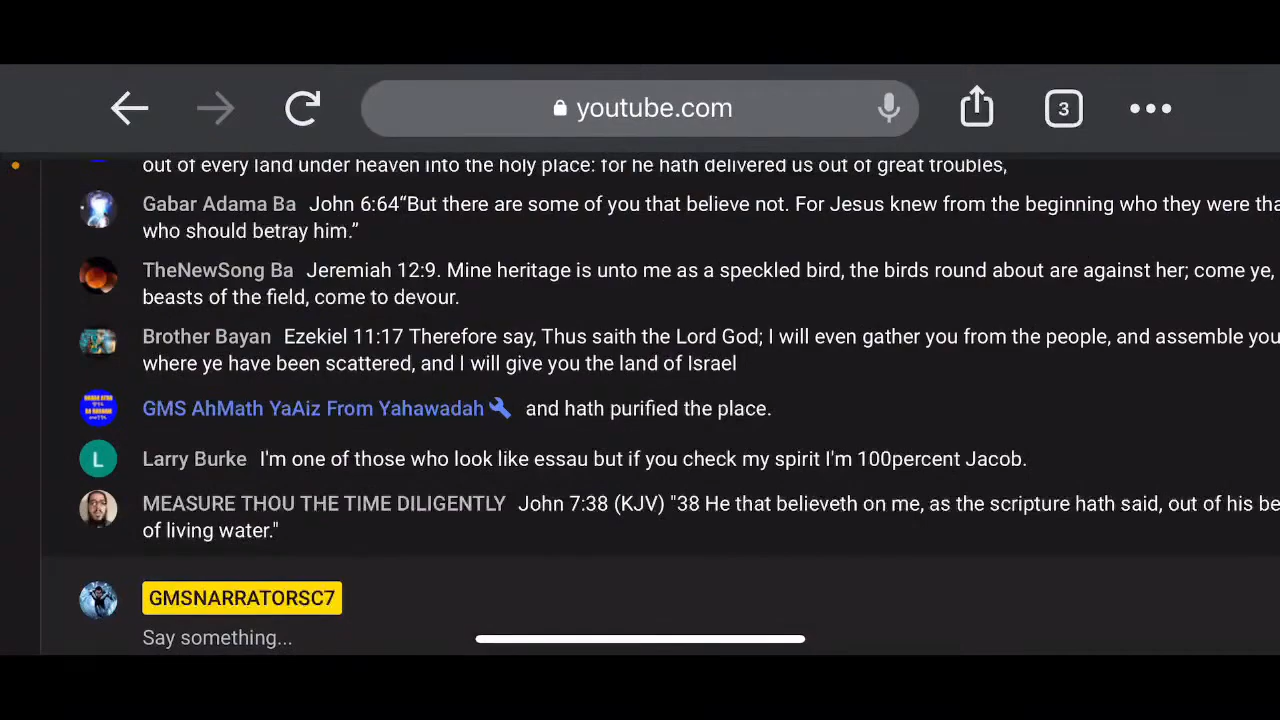 youtube.com
3
out of every land under heaven into the holy place: for he hath delivered us out of great troubles,
Gabar Adama Ba John 6:64“But there are some of you that believe not. For Jesus knew from the beginning who they were
who should betray him.”
TheNewSong Ba Jeremiah 12:9. Mine heritage is unto me as a speckled bird, the birds round about are against her; come ye,
beasts of the field, come to devour.
Brother Bayan Ezekiel 11:17 Therefore say, Thus saith the Lord God; I will even gather you from the people, and assemble you
where ye have been scattered, and I will give you the land of Israel
GMS AhMath YaAiz From Yahawadah and hath purified the place.
L Larry Burke I'm one of those who look like essau but if you check my spirit I'm 100percent Jacob.
MEASURE THOU THE TIME DILIGENTLY John 7:38 (KJV) "38 He that believeth on me, as the scripture hath said, out of his
of living water."
GMSNARRATORSC7
Say something...